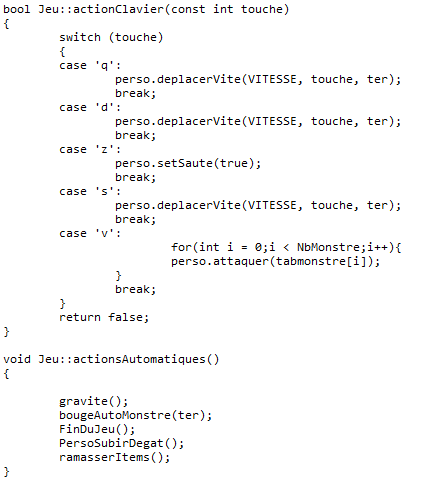 bool Jeu::actionClavier(const int touche)
{
        switch (touche)
        {
        case 'q':
                perso.deplacerVite(VITESSE, touche, ter);
                break;
        case 'd':
                perso.deplacerVite(VITESSE, touche, ter);
                break;
        case 'z':
                perso.setSaute(true);
                break;
        case 's':
                perso.deplacerVite(VITESSE, touche, ter);
                break;
        case 'v':
                        for(int i = 0;i < NbMonstre;i++){
                        perso.attaquer(tabmonstre[i]);
                }
                break;
        }
        return false;
}

void Jeu::actionsAutomatiques()
{

        gravite();
        bougeAutoMonstre(ter);
        FinDuJeu();
        PersoSubirDegat();
        ramasserItems();
}